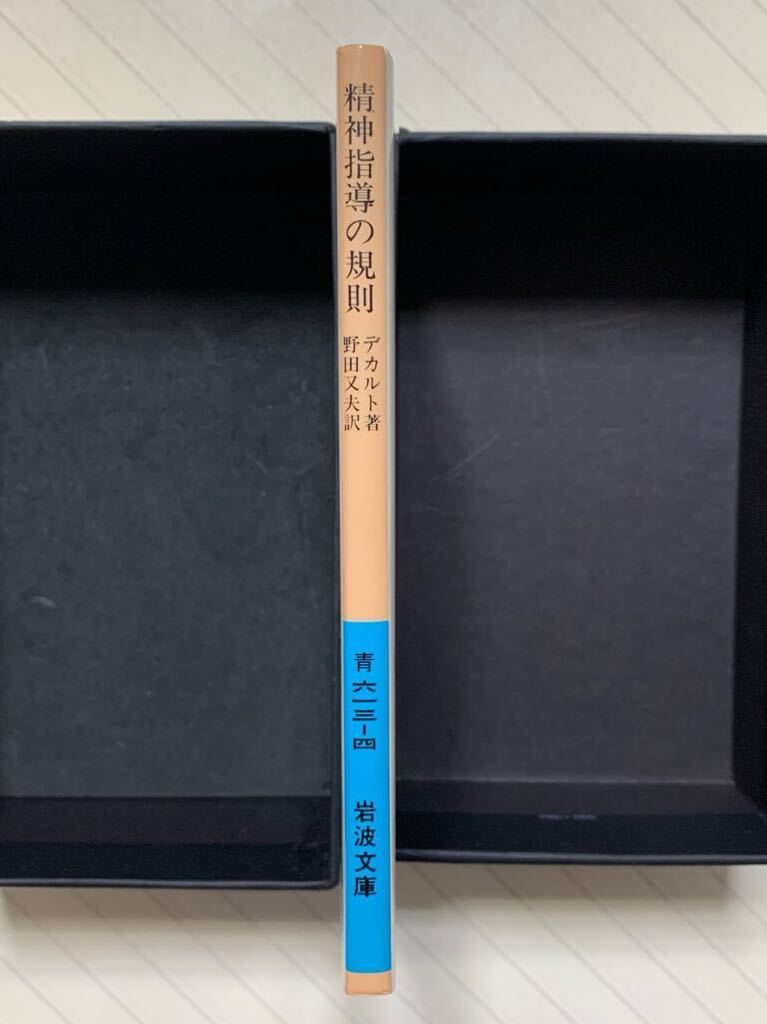 精神指導の規則
デカルト著
野田又夫訳
青六一三-四
岩波文庫